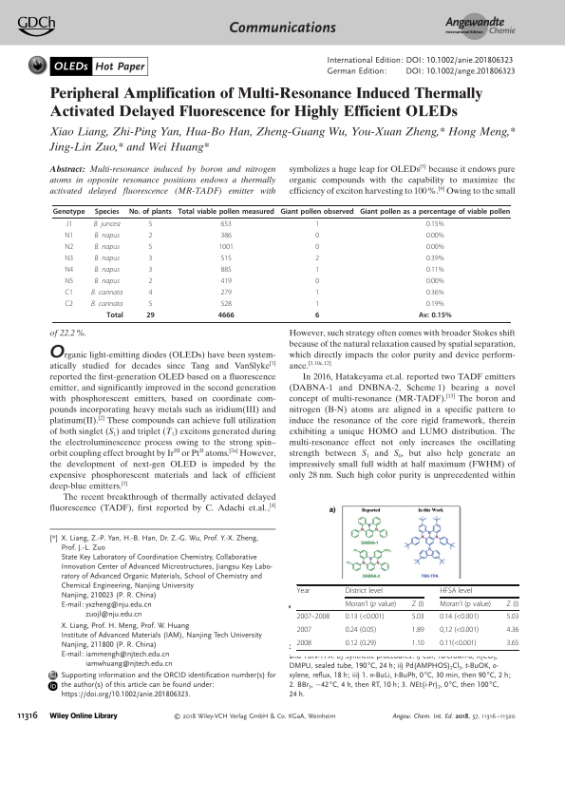 GDCh
Communications
Angewandte
International Edition
Chemie
OLEDs Hot Paper
International Edition: DOI: 10.1002/anie.201806323
German Edition: DOI: 10.1002/ange.201806323
Peripheral Amplification of Multi-Resonance Induced Thermally
Activated Delayed Fluorescence for Highly Efficient OLEDs
Xiao Liang, Zhi-Ping Yan, Hua-Bo Han, Zheng-Guang Wu, You-Xuan Zheng,* Hong Meng,*
Jing-Lin Zuo,* and Wei Huang*
Abstract: Multi-resonance induced by boron and nitrogen
atoms in opposite resonance positions endows a thermally
activated delayed fluorescence (MR-TADF) emitter with
symbolizes a huge leap for OLEDs[5] because it endows pure
organic compounds with the capability to maximize the
efficiency of exciton harvesting to 100 %.[6] Owing to the small
Genotype Species No. of plants Total viable pollen measured Giant pollen observed Giant pollen as a percentage of viable pollen
J1 B. juncea 5 653 1 0.15%
N1 B. napus 2 386 0 0.00%
N2 B. napus 5 1001 0 0.00%
N3 B. napus 3 515 2 0.39%
N4 B. napus 3 885 1 0.11%
N5 B. napus 2 419 0 0.00%
C1 B. carinata 4 279 1 0.36%
C2 B. carinata 5 528 1 0.19%
Total 29 4666 6 Av: 0.15%
of 22.2 %.
Organic light-emitting diodes (OLEDs) have been system-
atically studied for decades since Tang and VanSlyke[1]
reported the first-generation OLED based on a fluorescence
emitter, and significantly improved in the second generation
with phosphorescent emitters, based on coordinate com-
pounds incorporating heavy metals such as iridium(III) and
platinum(II).[2] These compounds can achieve full utilization
of both singlet (S1) and triplet (T1) excitons generated during
the electroluminescence process owing to the strong spin–
orbit coupling effect brought by IrIII or PtII atoms.[2a] However,
the development of next-gen OLED is impeded by the
expensive phosphorescent materials and lack of efficient
deep-blue emitters.[3]
The recent breakthrough of thermally activated delayed
fluorescence (TADF), first reported by C. Adachi et.al.,[4]
However, such strategy often comes with broader Stokes shift
because of the natural relaxation caused by spatial separation,
which directly impacts the color purity and device perform-
ance.[3,10a,12]
In 2016, Hatakeyama et.al. reported two TADF emitters
(DABNA-1 and DNBNA-2, Scheme 1) bearing a novel
concept of multi-resonance (MR-TADF).[13] The boron and
nitrogen (B-N) atoms are aligned in a specific pattern to
induce the resonance of the core rigid framework, therein
exhibiting a unique HOMO and LUMO distribution. The
multi-resonance effect not only increases the oscillating
strength between S1 and S0, but also help generate an
impressively small full width at half maximum (FWHM) of
only 28 nm. Such high color purity is unprecedented within
a)
Reported In this Work
DABNA-1
DABNA-2 TBN-TPA
[*] X. Liang, Z.-P. Yan, H.-B. Han, Dr. Z.-G. Wu, Prof. Y.-X. Zheng,
Prof. J.-L. Zuo
State Key Laboratory of Coordination Chemistry, Collaborative
Innovation Center of Advanced Microstructures, Jiangsu Key Labo-
ratory of Advanced Organic Materials, School of Chemistry and
Chemical Engineering, Nanjing University
Nanjing, 210023 (P. R. China)
E-mail: yxzheng@nju.edu.cn
zuojl@nju.edu.cn
X. Liang, Prof. H. Meng, Prof. W. Huang
Institute of Advanced Materials (IAM), Nanjing Tech University
Nanjing, 211800 (P. R. China)
E-mail: iammengh@njtech.edu.cn
iamwhuang@njtech.edu.cn
Supporting information and the ORCID identification number(s) for
the author(s) of this article can be found under:
https://doi.org/10.1002/anie.201806323.
Year District level HFSA level
Moran'I (p value) Z (I) Moran'I (p value) Z (I)
2007–2008 0.13 (<0.001) 5.03 0.14 (<0.001) 5.03
2007 0.24 (0.05) 1.89 0,12 (<0.001) 4.36
2008 0.12 (0.29) 1.10 0.11(<0.001) 3.65
DMPU, sealed tube, 190°C, 24 h; ii) Pd(AMPHOS)2Cl2, t-BuOK, o-
xylene, reflux, 18 h; iii) 1. n-BuLi, t-BuPh, 0°C, 30 min, then 90°C, 2 h;
2. BBr3, −42°C, 4 h, then RT, 10 h; 3. NEt(i-Pr)2, 0°C, then 100°C,
24 h.
11316 Wiley Online Library © 2018 Wiley-VCH Verlag GmbH & Co. KGaA, Weinheim Angew. Chem. Int. Ed. 2018, 57, 11316–11320